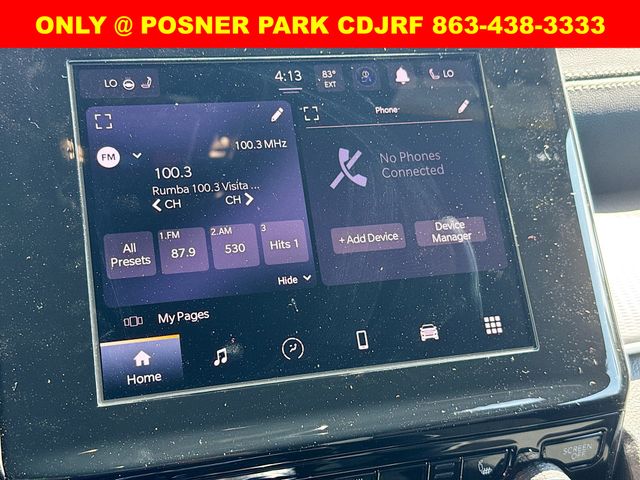 ONLY @ POSNER PARK CDJRF 863-438-3333
LO 4:13 83° EXT LO
Phone
100.3 MHz
FM
100.3
Rumba 100.3 Visita ...
CH CH
No Phones
Connected
All
Presets
1.FM
87.9
2.AM
530
3
Hits 1
+ Add Device
Device
Manager
Hide
My Pages
Home
SCREEN
OFF